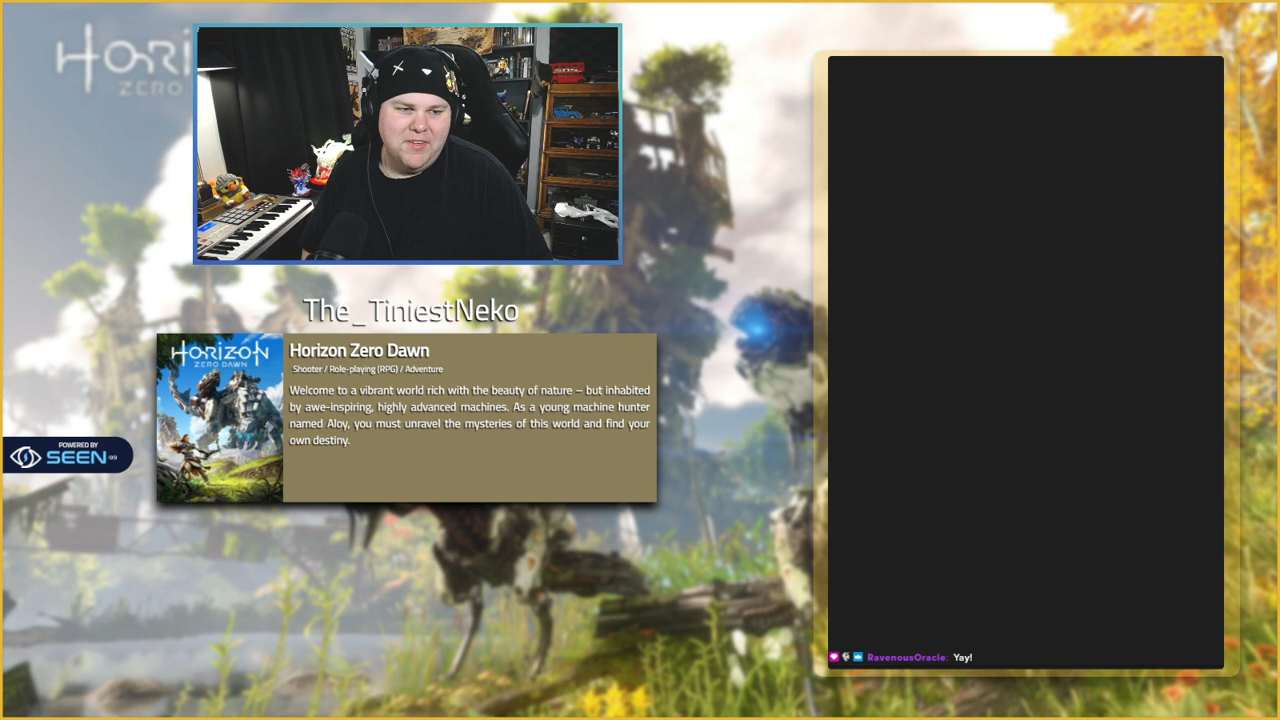 HORI
ZERO
The_TiniestNeko
HORIZON
ZERO DAWN
Horizon Zero Dawn
Shooter / Role-playing (RPG) / Adventure
Welcome to a vibrant world rich with the beauty of nature – but inhabited
by awe-inspiring, highly advanced machines. As a young machine hunter
named Aloy, you must unravel the mysteries of this world and find your
own destiny.
POWERED BY
SEEN
RavenousOracle: Yay!